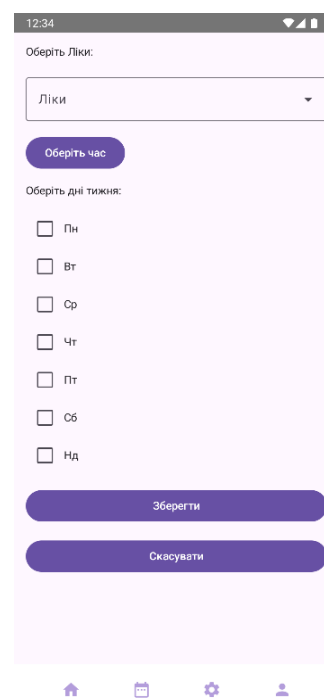 12:34
Оберіть Ліки:
Ліки
Оберіть час
Оберіть дні тижня:
Пн
Вт
Ср
Чт
Пт
Сб
Нд
Зберегти
Скасувати